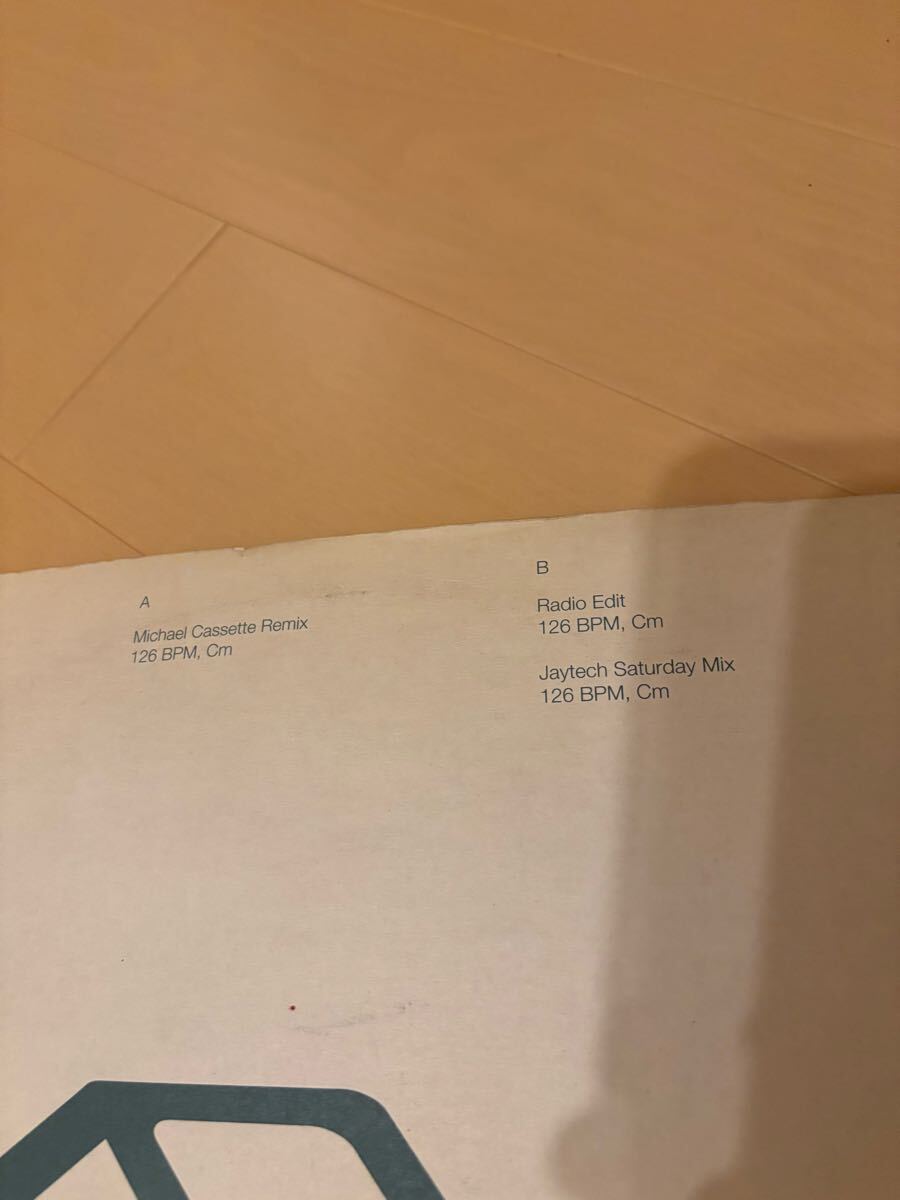 A
Michael Cassette Remix
126 BPM, Cm
B
Radio Edit
126 BPM, Cm
Jaytech Saturday Mix
126 BPM, Cm